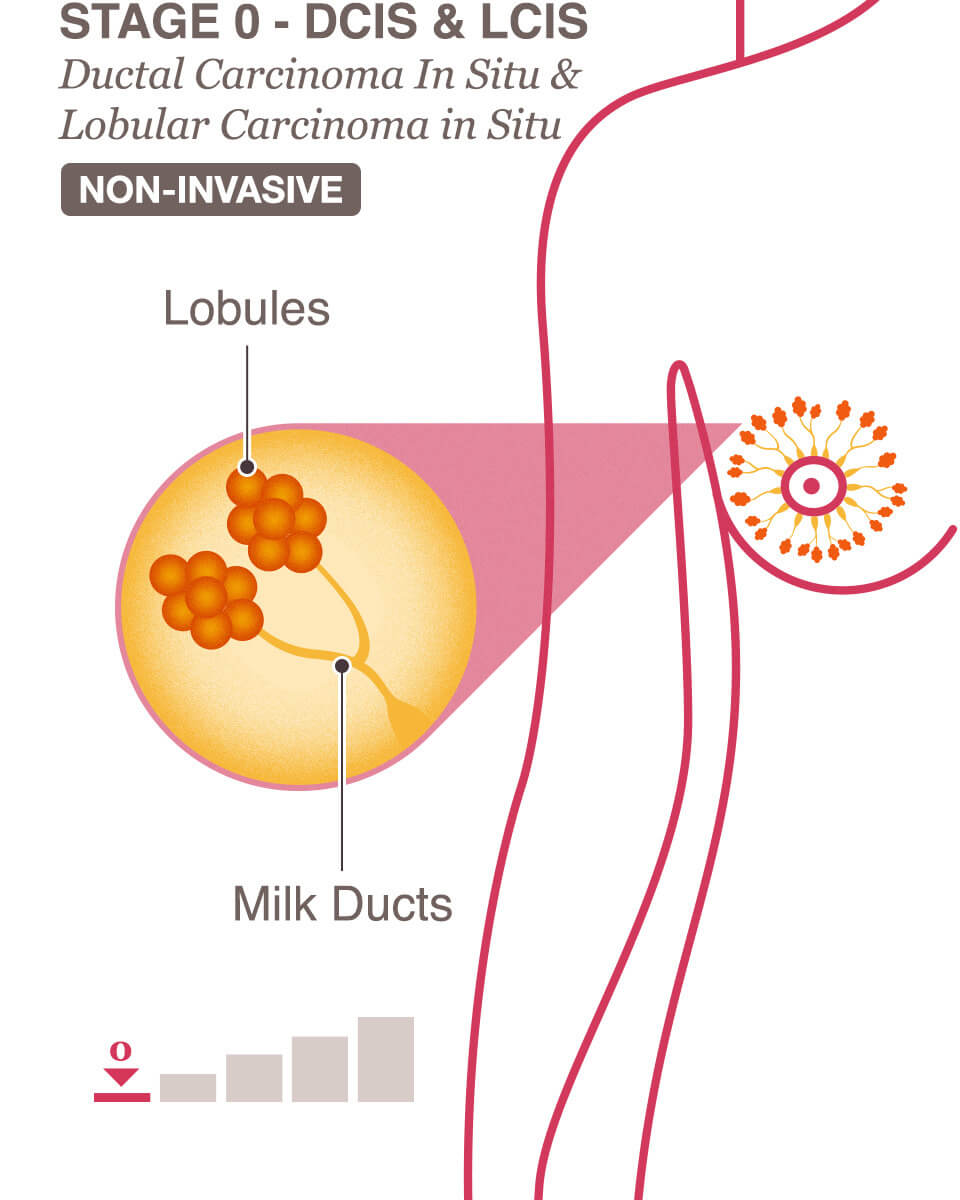 STAGE 0 - DCIS & LCIS
Ductal Carcinoma In Situ &
Lobular Carcinoma in Situ
NON-INVASIVE
Lobules
Milk Ducts
0